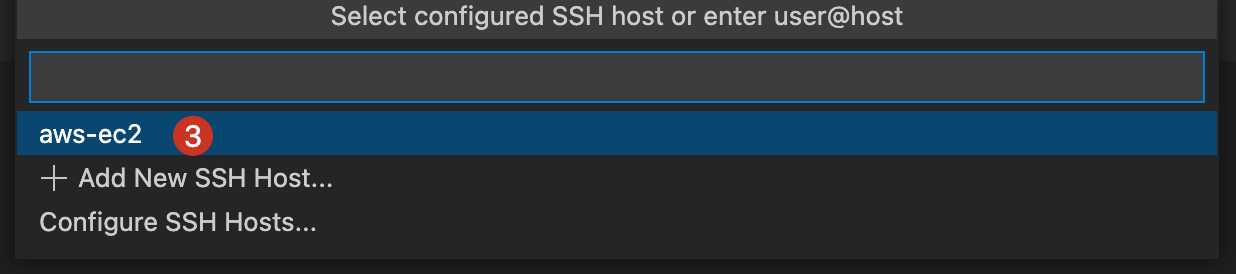 Select configured SSH host or enter user@host
aws-ec2 3
Add New SSH Host...
Configure SSH Hosts...